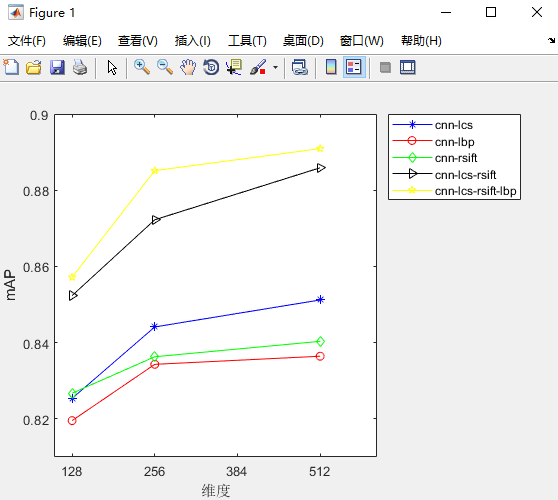 Figure 1
文件(F) 编辑(E) 查看(V) 插入(I) 工具(T) 桌面(D) 窗口(W) 帮助(H)
0.9
0.88
0.86
0.84
0.82
mAP
128 256 384 512
维度
cnn-lcs
cnn-lbp
cnn-rsift
cnn-lcs-rsift
cnn-lcs-rsift-lbp